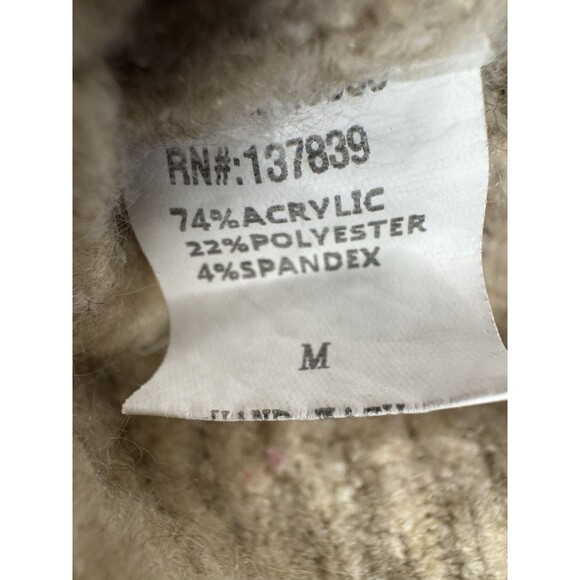 RN#:137839
74%ACRYLIC
22%POLYESTER
4%SPANDEX
M